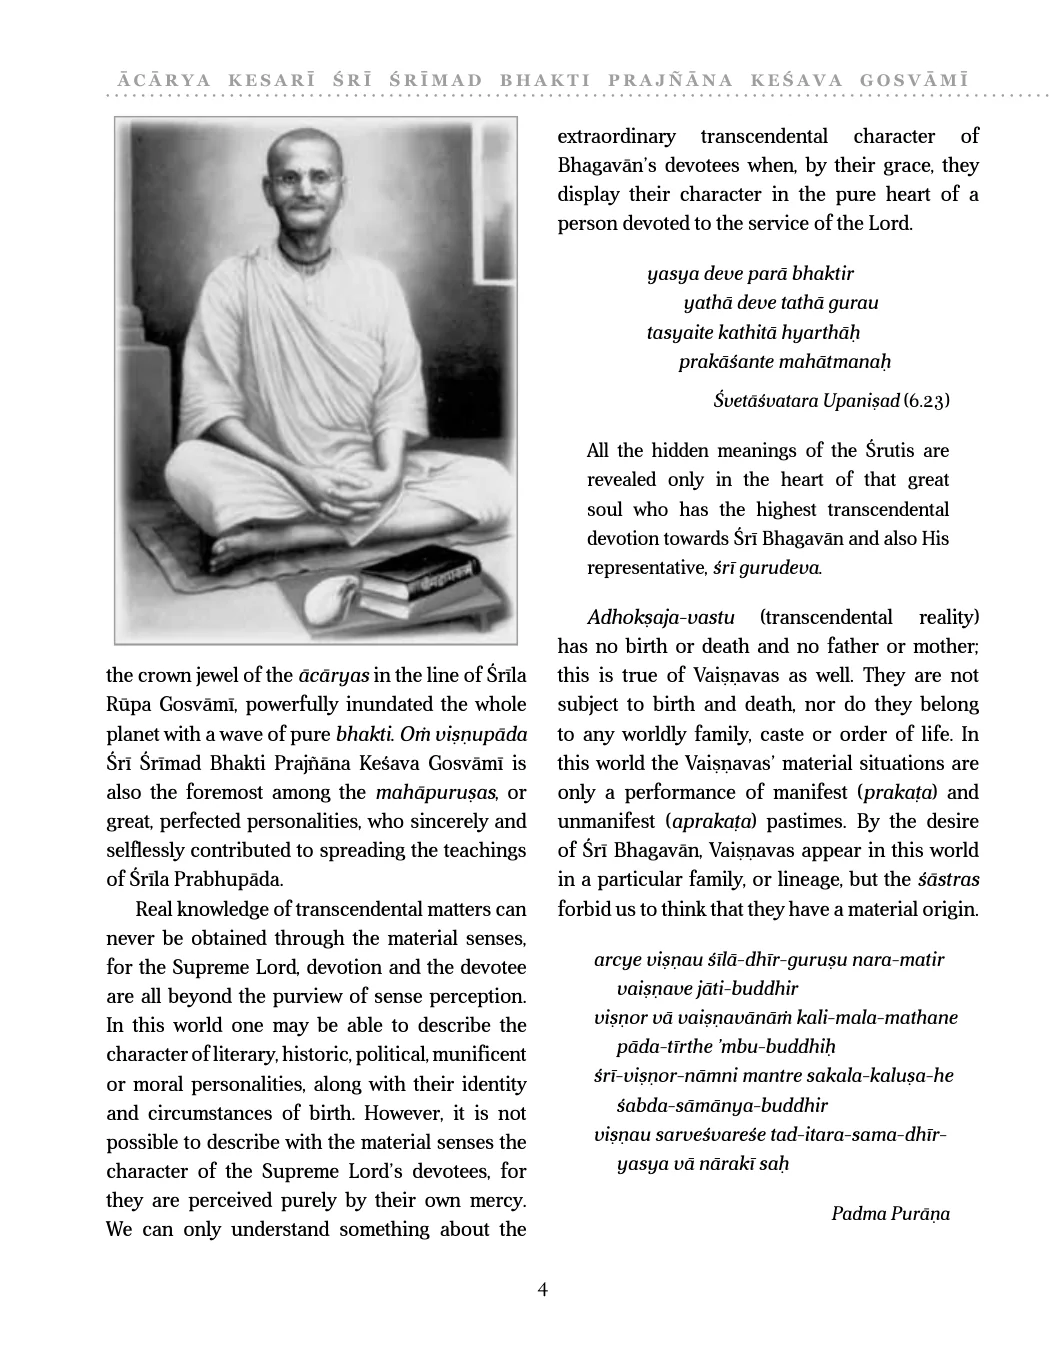 ĀCĀRYA KESARĪ ŚRĪ ŚRĪMAD BHAKTI PRAJÑĀNA KEŚAVA GOSVĀMĪ
the crown jewel of the ācāryas in the line of Śrīla
Rūpa Gosvāmī, powerfully inundated the whole
planet with a wave of pure bhakti. Oṁ viṣṇupāda
Śrī Śrīmad Bhakti Prajñāna Keśava Gosvāmī is
also the foremost among the mahāpuruṣas, or
great, perfected personalities, who sincerely and
selflessly contributed to spreading the teachings
of Śrīla Prabhupāda.
Real knowledge of transcendental matters can
never be obtained through the material senses,
for the Supreme Lord, devotion and the devotee
are all beyond the purview of sense perception.
In this world one may be able to describe the
character of literary, historic, political, munificent
or moral personalities, along with their identity
and circumstances of birth. However, it is not
possible to describe with the material senses the
character of the Supreme Lord’s devotees, for
they are perceived purely by their own mercy.
We can only understand something about the
extraordinary transcendental character of
Bhagavān’s devotees when, by their grace, they
display their character in the pure heart of a
person devoted to the service of the Lord.
yasya deve parā bhaktir
yathā deve tathā gurau
tasyaite kathitā hyarthāḥ
prakāśante mahātmanaḥ
Śvetāśvatara Upaniṣad (6.23)
All the hidden meanings of the Śrutis are
revealed only in the heart of that great
soul who has the highest transcendental
devotion towards Śrī Bhagavān and also His
representative, śrī gurudeva.
Adhokṣaja-vastu (transcendental reality)
has no birth or death and no father or mother;
this is true of Vaiṣṇavas as well. They are not
subject to birth and death, nor do they belong
to any worldly family, caste or order of life. In
this world the Vaiṣṇavas’ material situations are
only a performance of manifest (prakaṭa) and
unmanifest (aprakaṭa) pastimes. By the desire
of Śrī Bhagavān, Vaiṣṇavas appear in this world
in a particular family, or lineage, but the śāstras
forbid us to think that they have a material origin.
arcye viṣṇau śīlā-dhīr-guruṣu nara-matir
vaiṣṇave jāti-buddhir
viṣṇor vā vaiṣṇavānāṁ kali-mala-mathane
pāda-tīrthe ’mbu-buddhiḥ
śrī-viṣṇor-nāmni mantre sakala-kaluṣa-he
śabda-sāmānya-buddhir
viṣṇau sarveśvareśe tad-itara-sama-dhīr-
yasya vā nārakī saḥ
Padma Purāṇa
4